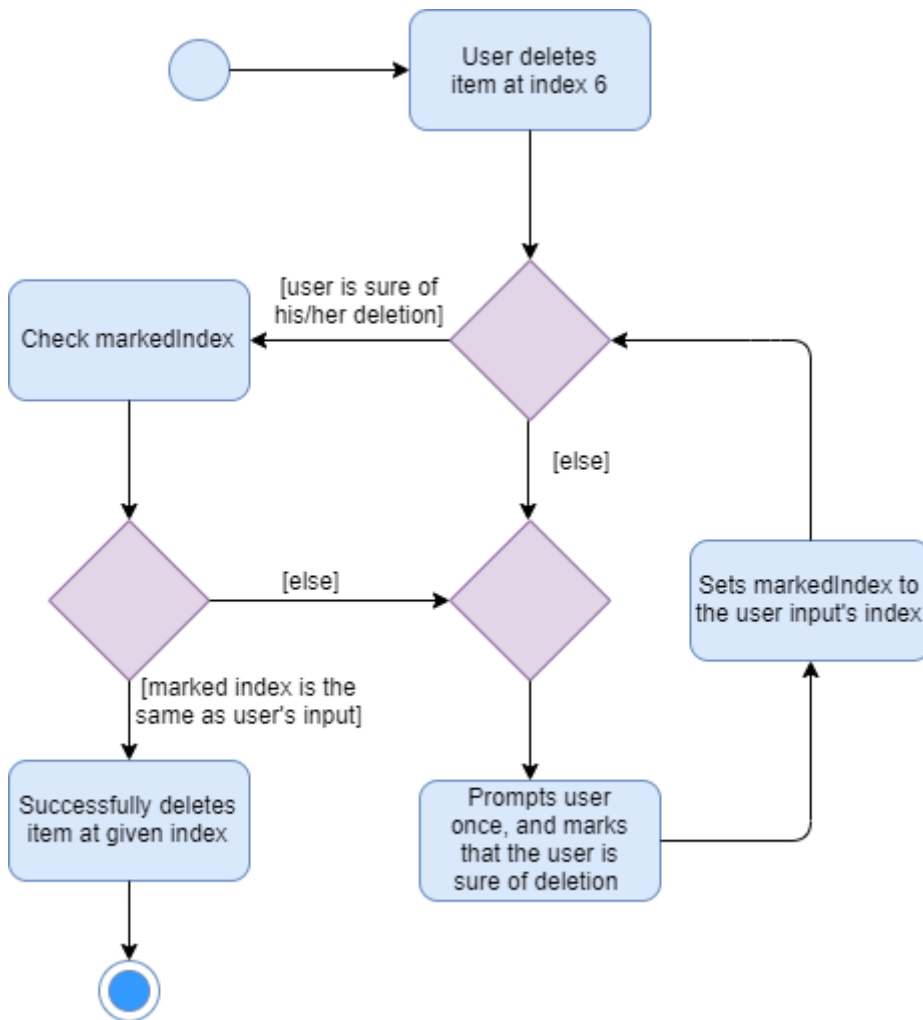 User deletes
item at index 6
[user is sure of
his/her deletion]
Check markedIndex
[else]
[else]
Sets markedIndex to
the user input's index
[marked index is the
same as user's input]
Successfully deletes
item at given index
Prompts user
once, and marks
that the user is
sure of deletion